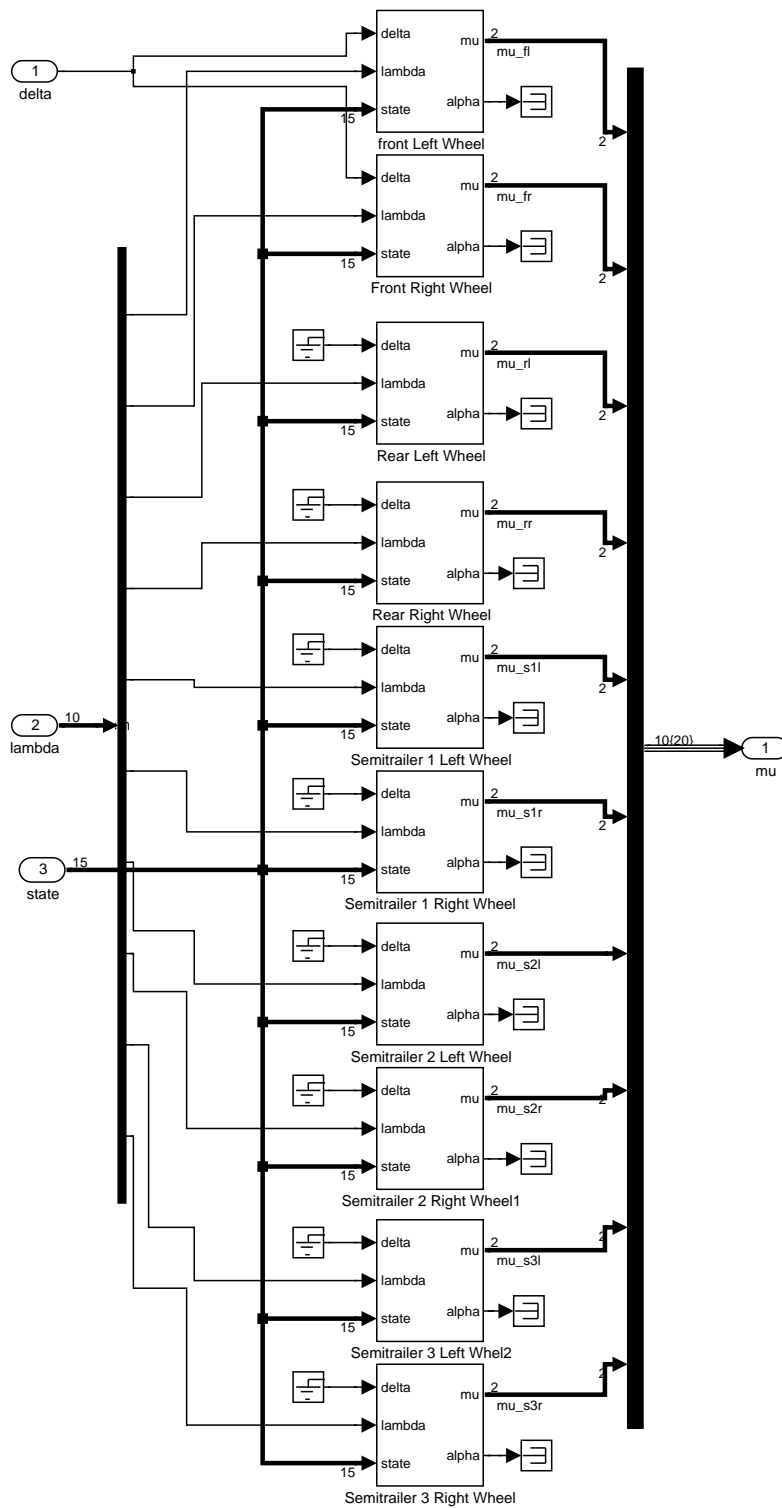 1
delta
2
lambda
10
3
state
15
delta
lambda
state
15
mu
alpha
2
mu_fl
2
front Left Wheel
delta
lambda
state
15
mu
alpha
2
mu_fr
2
Front Right Wheel
delta
lambda
state
15
mu
alpha
2
mu_rl
2
Rear Left Wheel
delta
lambda
state
15
mu
alpha
2
mu_rr
2
Rear Right Wheel
delta
lambda
state
15
mu
alpha
2
mu_s1l
2
Semitrailer 1 Left Wheel
delta
lambda
state
15
mu
alpha
2
mu_s1r
2
Semitrailer 1 Right Wheel
delta
lambda
state
15
mu
alpha
2
mu_s2l
Semitrailer 2 Left Wheel
delta
lambda
state
15
mu
alpha
2
mu_s2r
2
Semitrailer 2 Right Wheel1
delta
lambda
state
15
mu
alpha
2
mu_s3l
2
Semitrailer 3 Left Whel2
delta
lambda
state
15
mu
alpha
2
mu_s3r
2
Semitrailer 3 Right Wheel
10{20}
1
mu